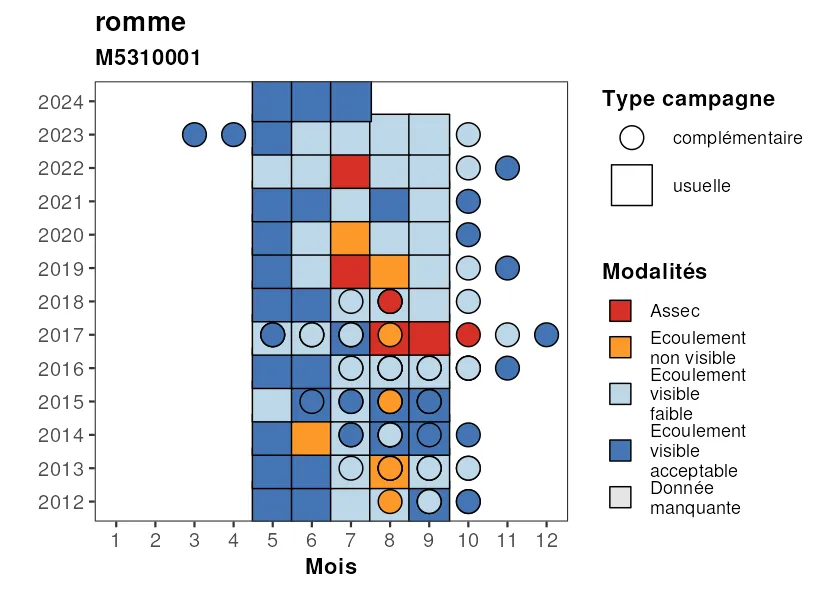 romme
M5310001
2024
2023
2022
2021
2020
2019
2018
2017
2016
2015
2014
2013
2012
1 2 3 4 5 6 7 8 9 10 11 12
Mois
Type campagne
complémentaire
usuelle
Modalités
Assec
Ecoulement
non visible
Ecoulement
visible
faible
Ecoulement
visible
acceptable
Donnée
manquante